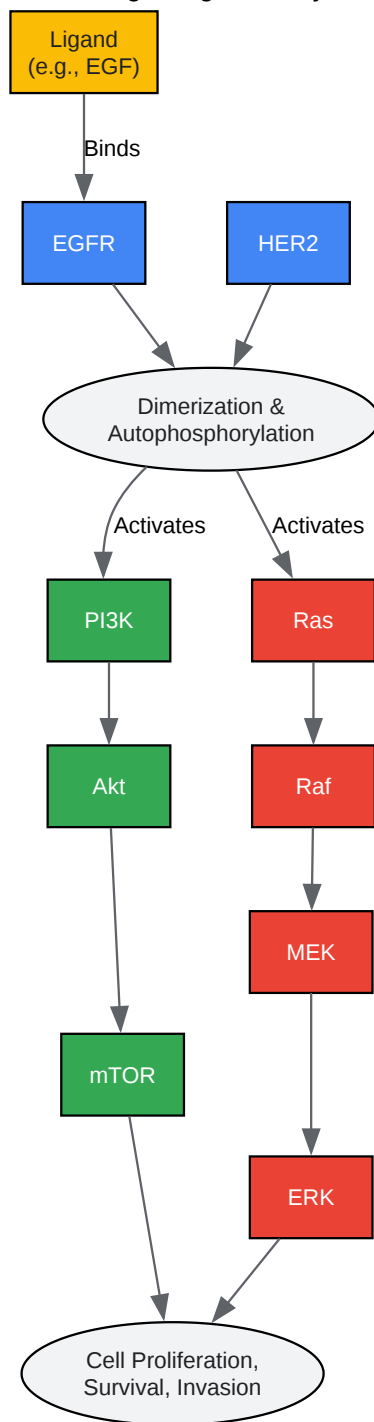 Ligand
(e.g., EGF)
Binds
EGFR
HER2
Dimerization &
Autophosphorylation
Activates
Activates
PI3K
Ras
Akt
Raf
MEK
mTOR
ERK
Cell Proliferation,
Survival, Invasion